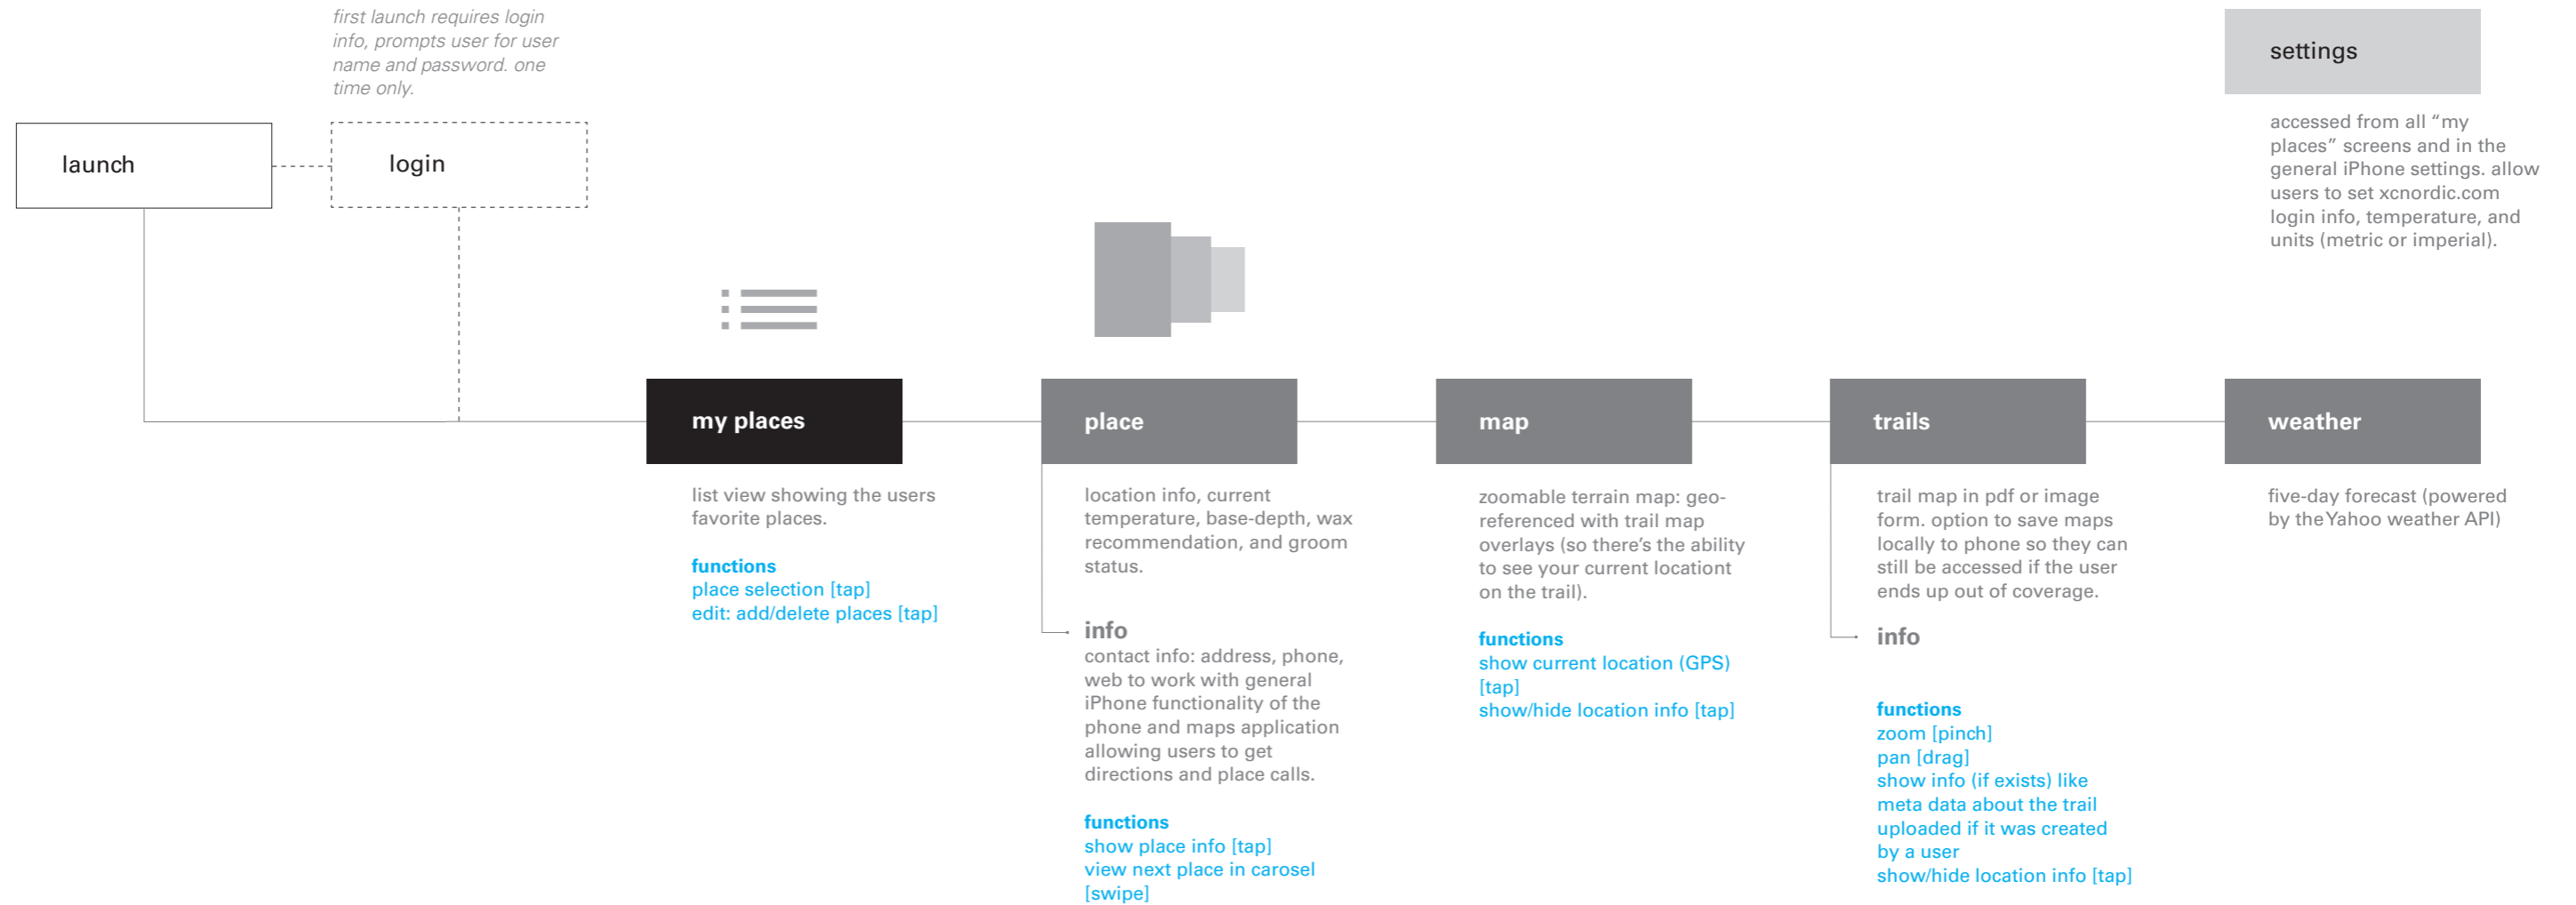 first launch requires login
info, prompts user for user
name and password. one
time only.
launch
login
settings
accessed from all “my
places” screens and in the
general iPhone settings. allow
users to set xcnordic.com
login info, temperature, and
units (metric or imperial).
my places
list view showing the users
favorite places.
functions
place selection [tap]
edit: add/delete places [tap]
place
location info, current
temperature, base-depth, wax
recommendation, and groom
status.
info
contact info: address, phone,
web to work with general
iPhone functionality of the
phone and maps application
allowing users to get
directions and place calls.
functions
show place info [tap]
view next place in carosel
[swipe]
map
zoomable terrain map: geo-
referenced with trail map
overlays (so there’s the ability
to see your current locationt
on the trail).
functions
show current location (GPS)
[tap]
show/hide location info [tap]
trails
trail map in pdf or image
form. option to save maps
locally to phone so they can
still be accessed if the user
ends up out of coverage.
info
functions
zoom [pinch]
pan [drag]
show info (if exists) like
meta data about the trail
uploaded if it was created
by a user
show/hide location info [tap]
weather
five-day forecast (powered
by the Yahoo weather API)